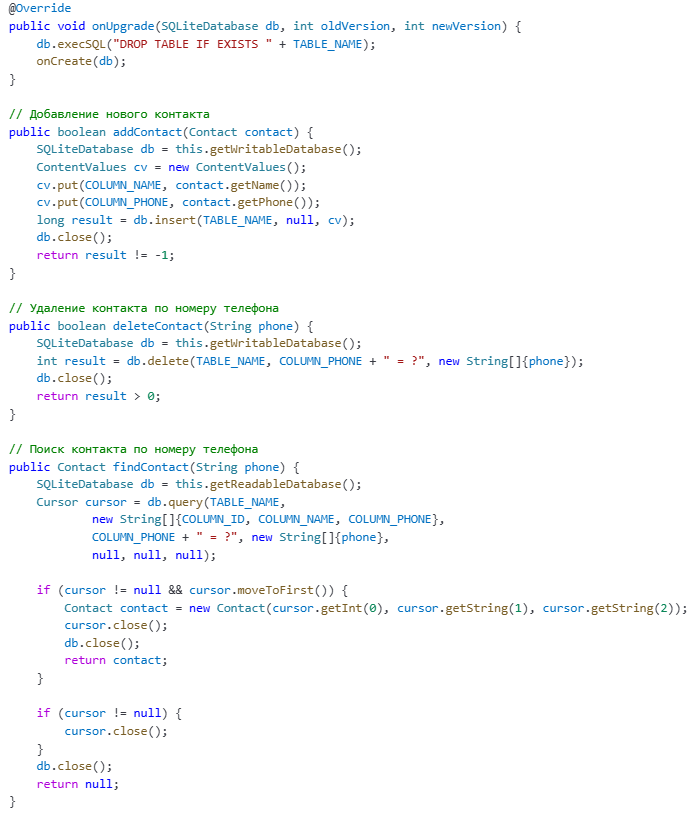 @Override
public void onUpgrade(SQLiteDatabase db, int oldVersion, int newVersion) {
    db.execSQL("DROP TABLE IF EXISTS " + TABLE_NAME);
    onCreate(db);
}

// Добавление нового контакта
public boolean addContact(Contact contact) {
    SQLiteDatabase db = this.getWritableDatabase();
    ContentValues cv = new ContentValues();
    cv.put(COLUMN_NAME, contact.getName());
    cv.put(COLUMN_PHONE, contact.getPhone());
    long result = db.insert(TABLE_NAME, null, cv);
    db.close();
    return result != -1;
}

// Удаление контакта по номеру телефона
public boolean deleteContact(String phone) {
    SQLiteDatabase db = this.getWritableDatabase();
    int result = db.delete(TABLE_NAME, COLUMN_PHONE + " = ?", new String[]{phone});
    db.close();
    return result > 0;
}

// Поиск контакта по номеру телефона
public Contact findContact(String phone) {
    SQLiteDatabase db = this.getReadableDatabase();
    Cursor cursor = db.query(TABLE_NAME,
            new String[]{COLUMN_ID, COLUMN_NAME, COLUMN_PHONE},
            COLUMN_PHONE + " = ?", new String[]{phone},
            null, null, null);

    if (cursor != null && cursor.moveToFirst()) {
        Contact contact = new Contact(cursor.getInt(0), cursor.getString(1), cursor.getString(2));
        cursor.close();
        db.close();
        return contact;
    }

    if (cursor != null) {
        cursor.close();
    }
    db.close();
    return null;
}